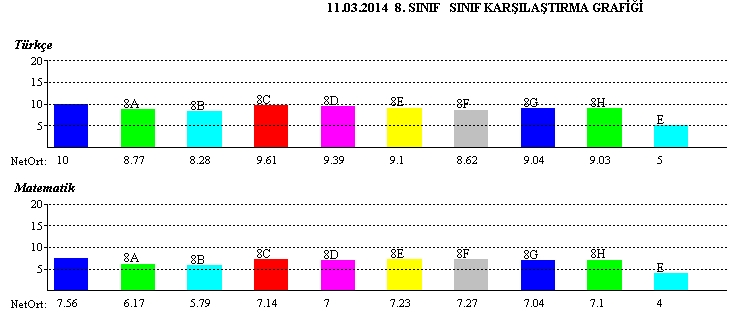 11.03.2014 8. SINIF SINIF KARŞILAŞTIRMA GRAFİĞİ
Türkçe
20
15
10
5
8A 8B 8C 8D 8E 8F 8G 8H E
NetOrt: 10 8.77 8.28 9.61 9.39 9.1 8.62 9.04 9.03 5
Matematik
20
15
10
5
8A 8B 8C 8D 8E 8F 8G 8H E
NetOrt: 7.56 6.17 5.79 7.14 7 7.23 7.27 7.04 7.1 4